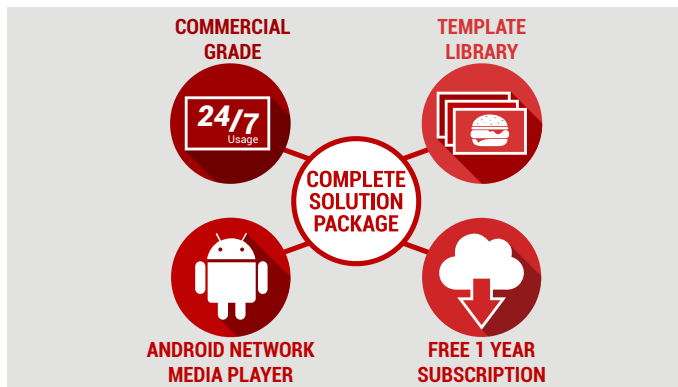 COMMERCIAL
GRADE
TEMPLATE
LIBRARY
24/7
Usage
COMPLETE
SOLUTION
PACKAGE
ANDROID NETWORK
MEDIA PLAYER
FREE 1 YEAR
SUBSCRIPTION